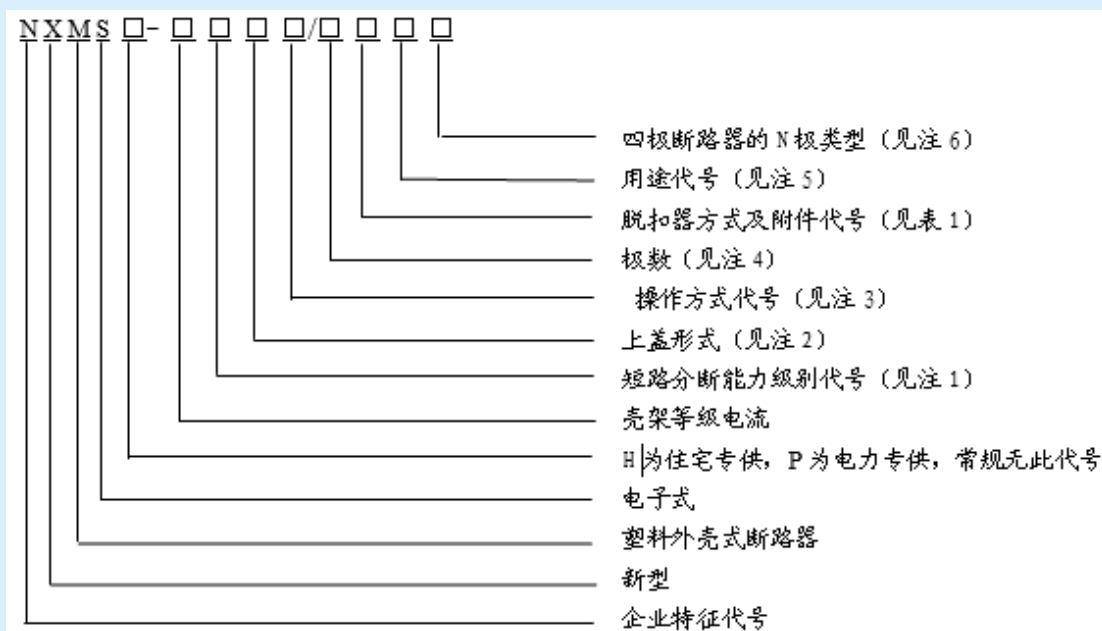 NXMS□-□□□□/□□□□
四极断路器的N极类型（见注6）
用途代号（见注5）
脱扣器方式及附件代号（见表1）
极数（见注4）
操作方式代号（见注3）
上盖形式（见注2）
短路分断能力级别代号（见注1）
壳架等级电流
H为住宅专供，P为电力专供，常规无此代号
电子式
塑料外壳式断路器
新型
企业特征代号